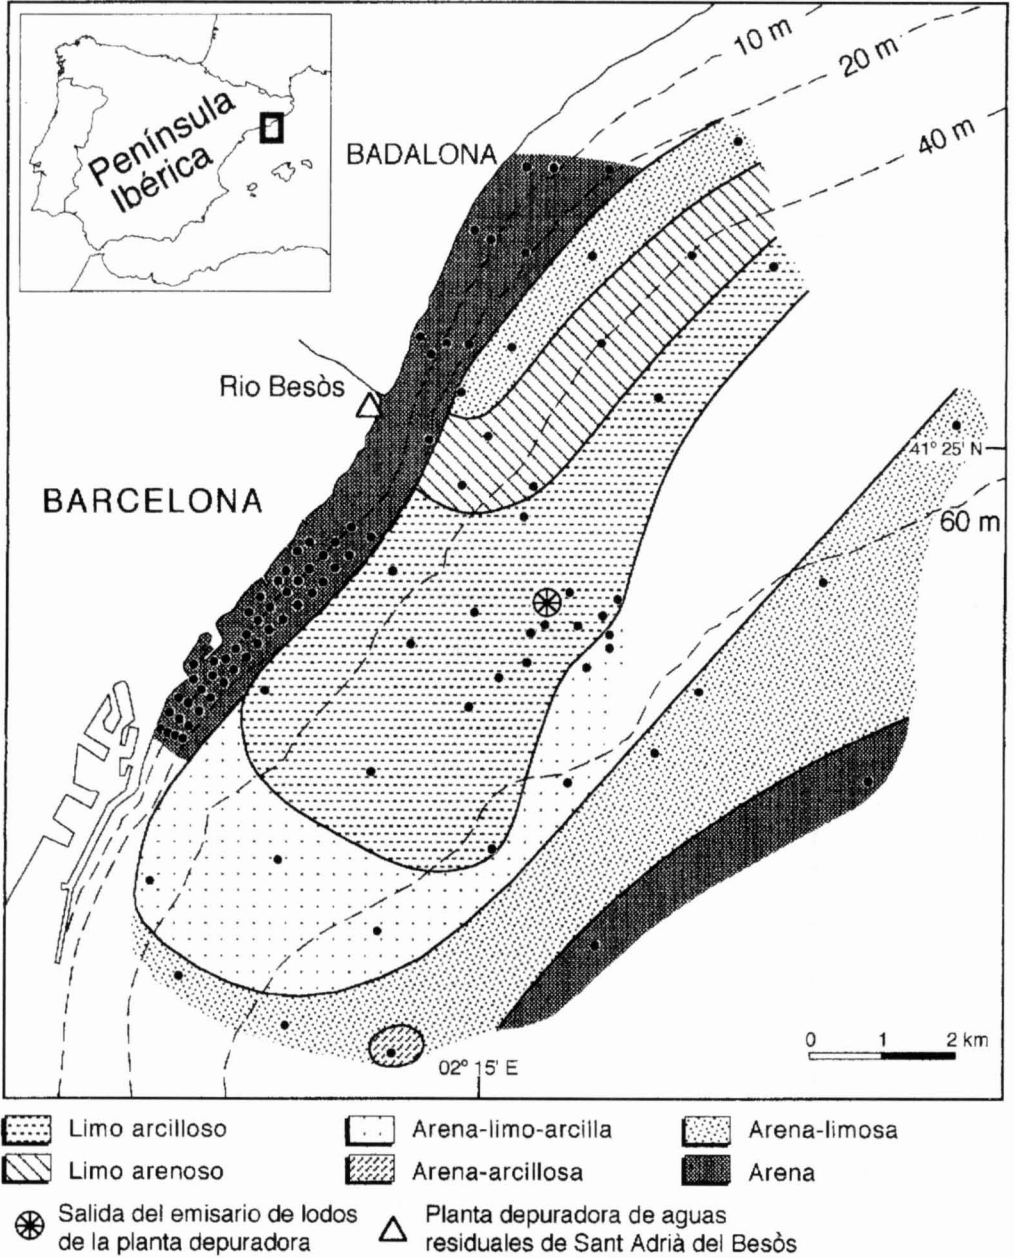 Península
Ibérica
10 m
20 m
40 m
BADALONA
Rio Besòs
41° 25' N
BARCELONA
60 m
0 1 2 km
02° 15' E
Limo arcilloso
Arena-limo-arcilla
Arena-limosa
Limo arenoso
Arena-arcillosa
Arena
Salida del emisario de lodos
de la planta depuradora
Planta depuradora de aguas
residuales de Sant Adrià del Besòs